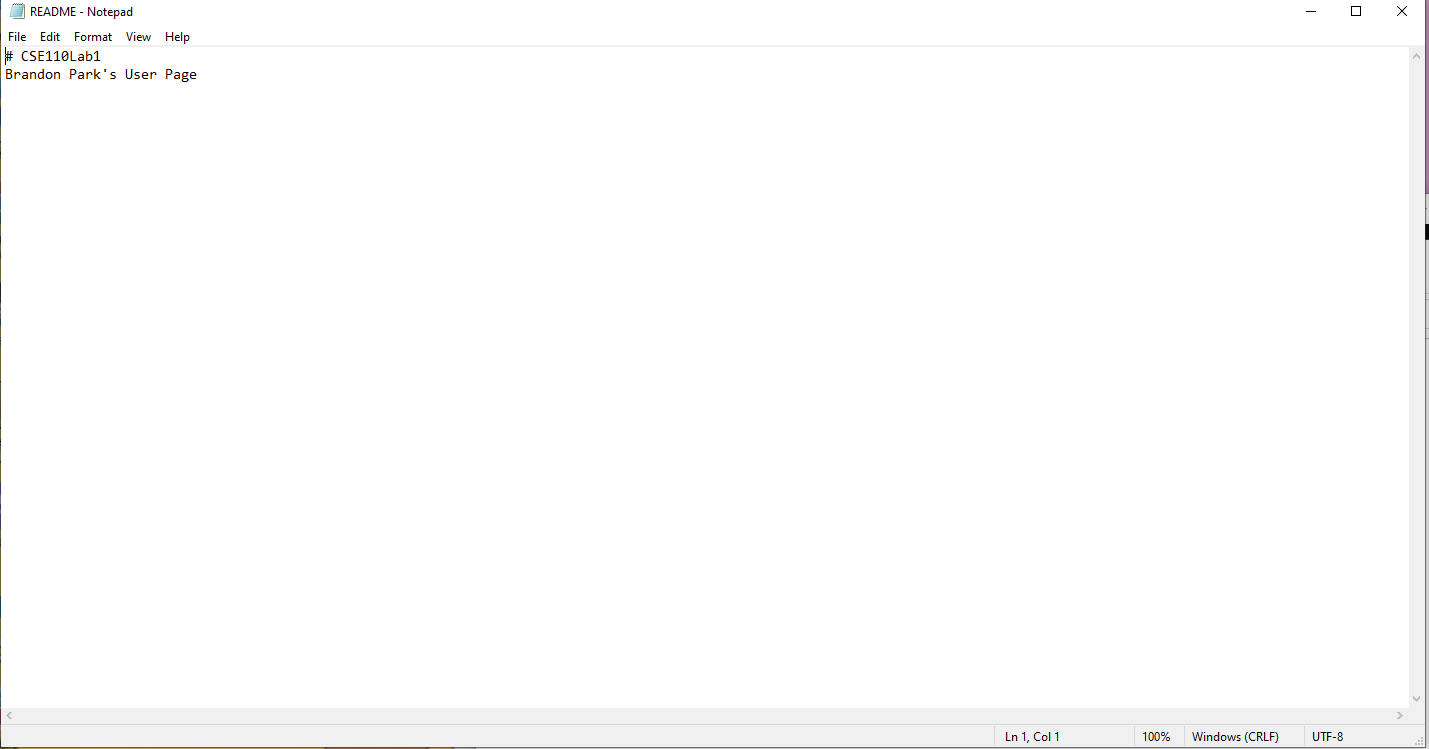 README - Notepad
File Edit Format View Help
# CSE110Lab1
Brandon Park's User Page
Ln 1, Col 1 100% Windows (CRLF) UTF-8